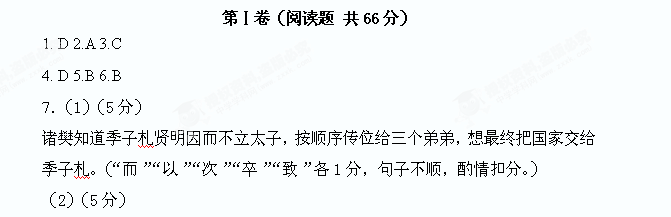 第Ⅰ卷（阅读题 共66分）
1. D 2.A 3.C
4. D 5.B 6.B
7.（1）（5分）
诸樊知道季子札贤明因而不立太子，按顺序传位给三个弟弟，想最终把国家交给
季子札。（“而 ”“以 ”“次 ”“卒 ”“致 ”各1分，句子不顺，酌情扣分。）
（2）（5分）